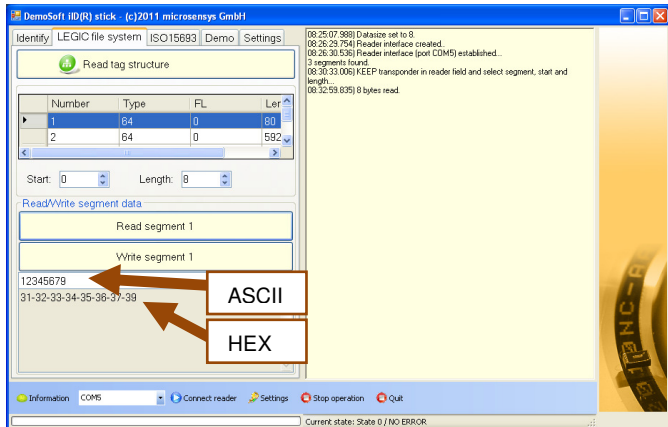 DemoSoft iID(R) stick - (c)2011 microsensys GmbH
Identify LEGIC file system ISO15693 Demo Settings
Read tag structure
Number Type FL Ler
1 64 0 80
2 64 0 592
Start: 0 Length: 8
Read/Write segment data
Read segment 1
Write segment 1
12345679
31-32-33-34-35-36-37-39
ASCII
HEX
08:25:07.988) Datasize set to 8.
08:26:29.754) Reader interface created..
08:26:30.536) Reader interface (port COM5) established...
3 segments found.
08:30:33.006) KEEP transponder in reader field and select segment, start and
length...
08:32:59.835) 8 bytes read.
Information COM5 Connect reader Settings Stop operation Quit
Current state: State 0 / NO ERROR